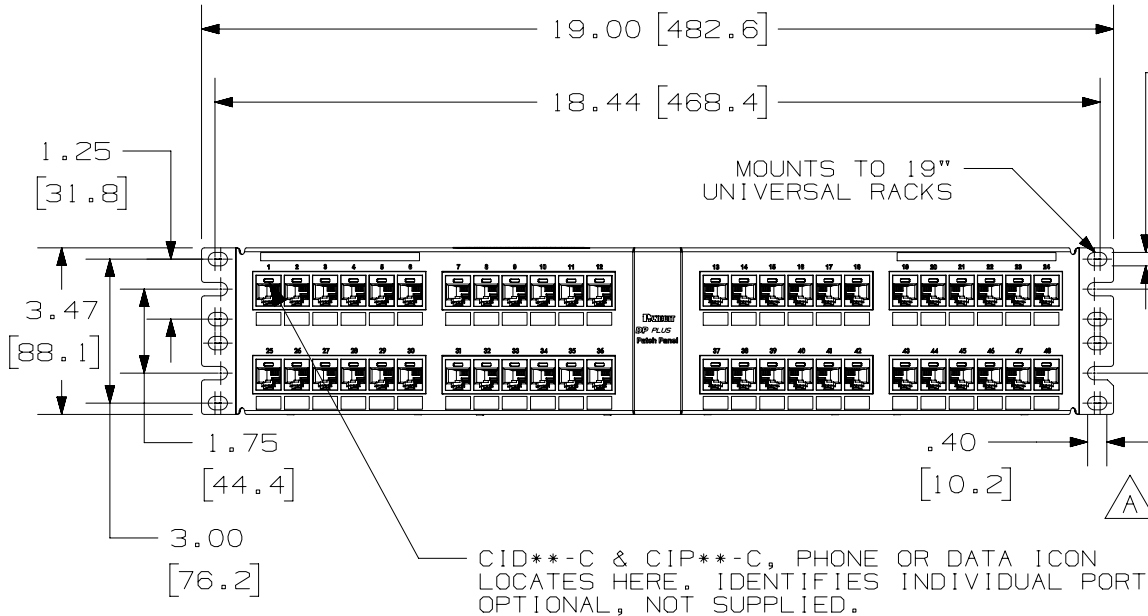 19.00 [482.6]
18.44 [468.4]
1.25
[31.8]
MOUNTS TO 19"
UNIVERSAL RACKS
1 2 3 4 5 6 7 8 9 10 11 12 13 14 15 16 17 18 19 20 21 22 23 24
3.47
[88.1]
PANDUIT
DP PLUS
Patch Panel
25 26 27 28 29 30 31 32 33 34 35 36 37 38 39 40 41 42 43 44 45 46 47 48
1.75
[44.4]
.40
[10.2]
A
3.00
[76.2]
CID**-C & CIP**-C, PHONE OR DATA ICON
LOCATES HERE. IDENTIFIES INDIVIDUAL PORT
OPTIONAL, NOT SUPPLIED.